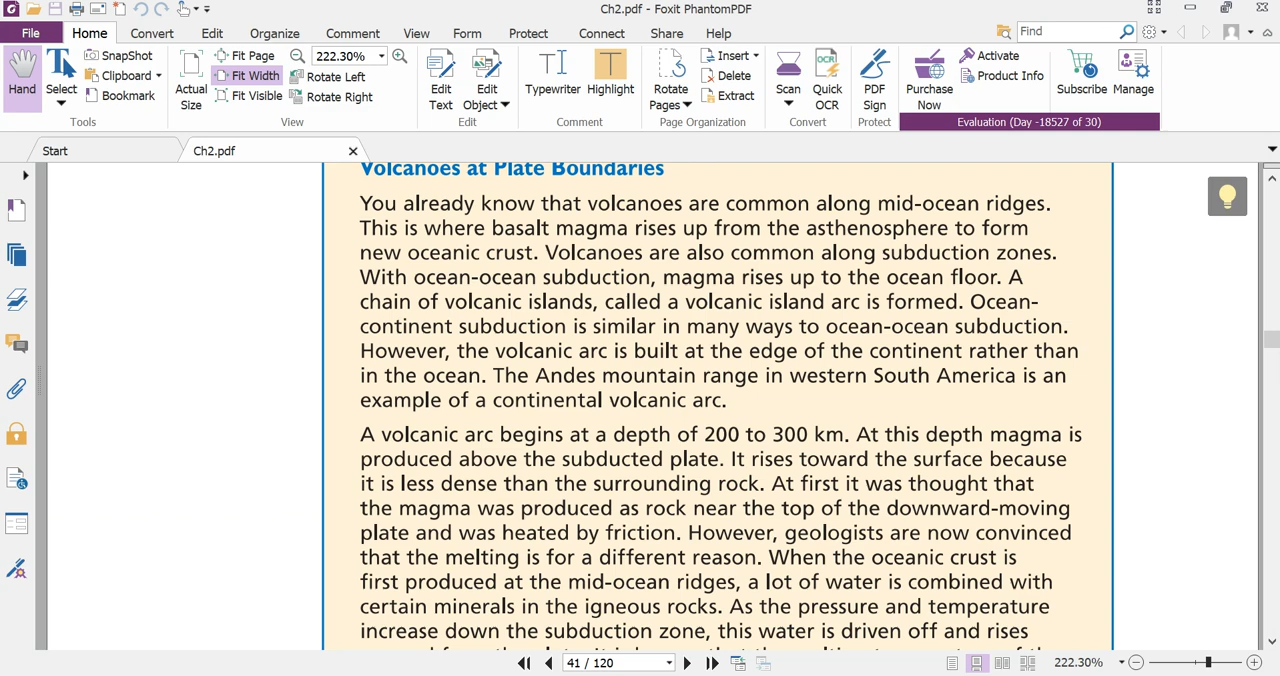 Ch2.pdf - Foxit PhantomPDF
File Home Convert Edit Organize Comment View Form Protect Connect Share Help Find
Hand
Select
SnapShot
Clipboard
Bookmark
Tools
Actual Size
Fit Page
Fit Width
Fit Visible
222.30%
Rotate Left
Rotate Right
View
Edit Text
Edit Object
Edit
Typewriter
Highlight
Comment
Rotate Pages
Insert
Delete
Extract
Page Organization
Scan
Quick OCR
Convert
PDF Sign
Protect
Purchase Now
Activate
Product Info
Subscribe
Manage
Evaluation (Day -18527 of 30)
Start Ch2.pdf
Volcanoes at Plate Boundaries
You already know that volcanoes are common along mid-ocean ridges.
This is where basalt magma rises up from the asthenosphere to form
new oceanic crust. Volcanoes are also common along subduction zones.
With ocean-ocean subduction, magma rises up to the ocean floor. A
chain of volcanic islands, called a volcanic island arc is formed. Ocean-
continent subduction is similar in many ways to ocean-ocean subduction.
However, the volcanic arc is built at the edge of the continent rather than
in the ocean. The Andes mountain range in western South America is an
example of a continental volcanic arc.
A volcanic arc begins at a depth of 200 to 300 km. At this depth magma is
produced above the subducted plate. It rises toward the surface because
it is less dense than the surrounding rock. At first it was thought that
the magma was produced as rock near the top of the downward-moving
plate and was heated by friction. However, geologists are now convinced
that the melting is for a different reason. When the oceanic crust is
first produced at the mid-ocean ridges, a lot of water is combined with
certain minerals in the igneous rocks. As the pressure and temperature
increase down the subduction zone, this water is driven off and rises
41 / 120
222.30%